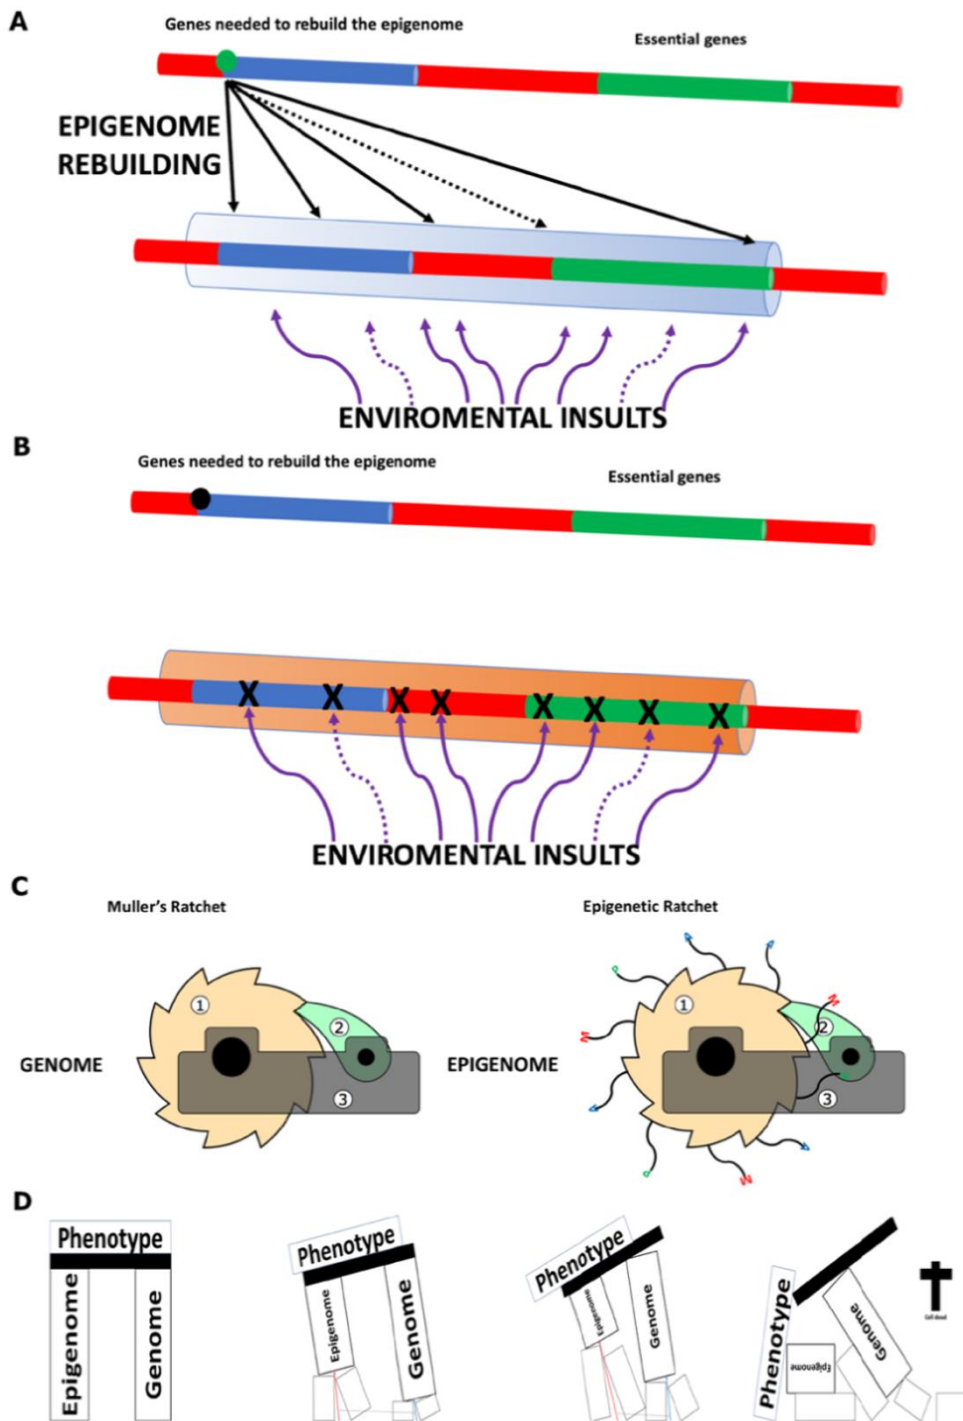 A
Genes needed to rebuild the epigenome
Essential genes
EPIGENOME
REBUILDING
ENVIROMENTAL INSULTS
B
Genes needed to rebuild the epigenome
Essential genes
X X X X X X X X
ENVIROMENTAL INSULTS
C
Muller's Ratchet
Epigenetic Ratchet
GENOME
1
2
3
EPIGENOME
1
2
3
A
A
P
M
M
A
P
M
A
D
Phenotype
Epigenome
Genome
Phenotype
Epigenome
Genome
Phenotype
Epigenome
Genome
Phenotype
Epigenome
Genome
Cell dead